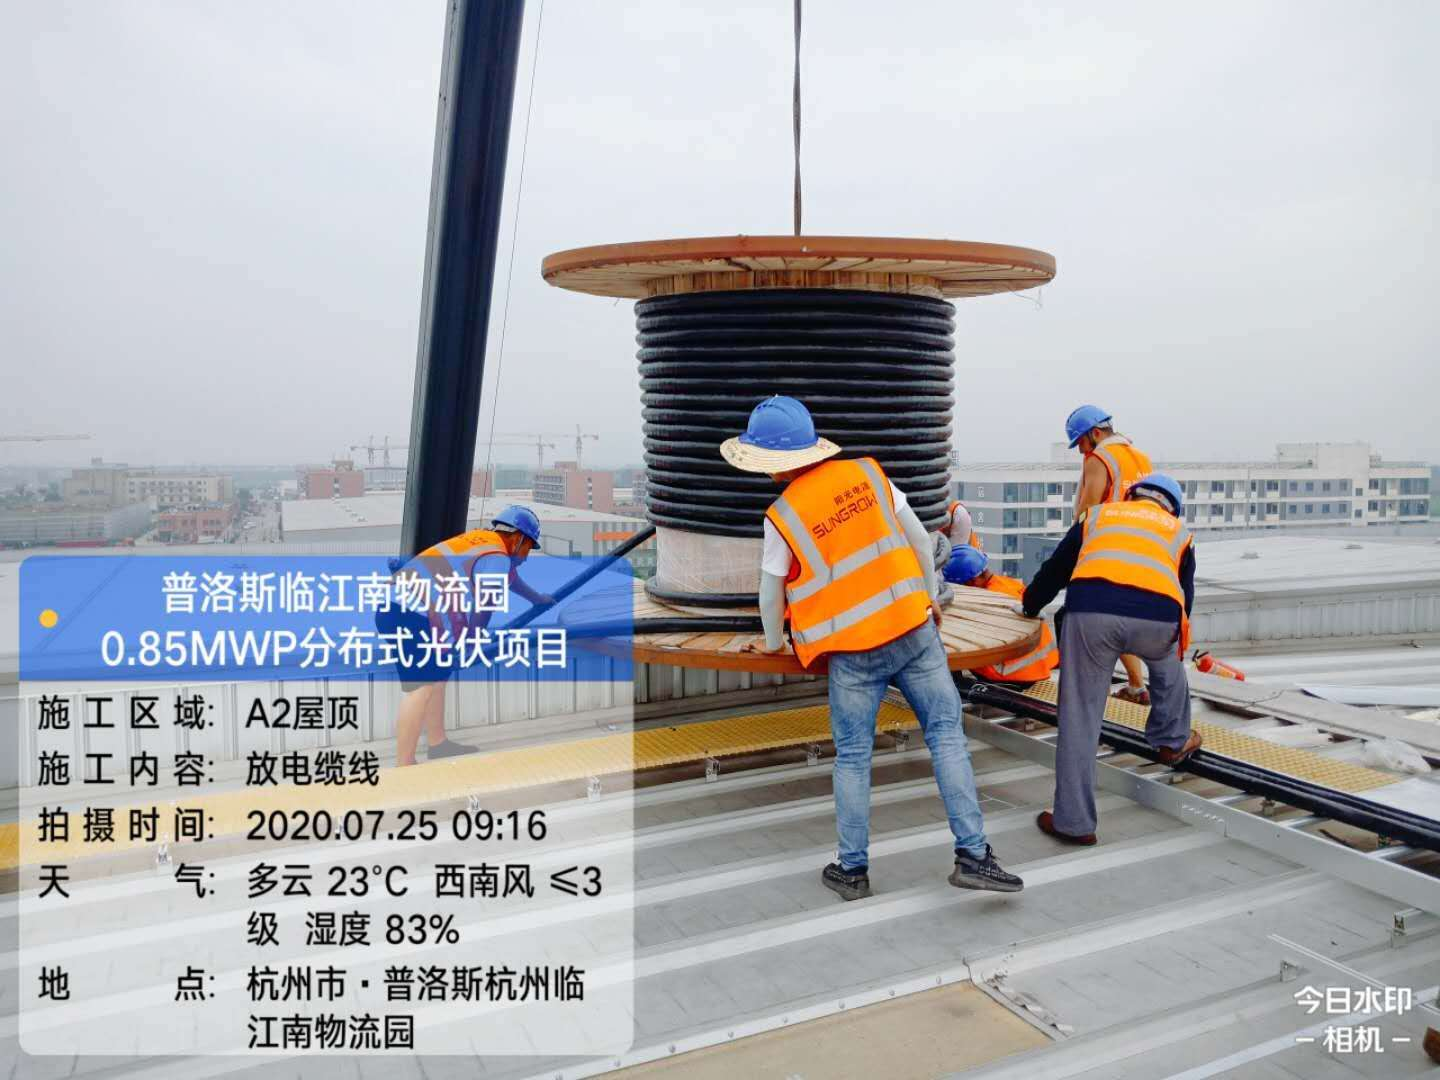 普洛斯临江南物流园
0.85MWP分布式光伏项目
施工区域: A2屋顶
施工内容: 放电缆线
拍摄时间: 2020.07.25 09:16
天气: 多云 23℃ 西南风 ≤3
级 湿度 83%
地点: 杭州市·普洛斯杭州临
江南物流园
阳光电源
SUNGROW
今日水印
–相机–